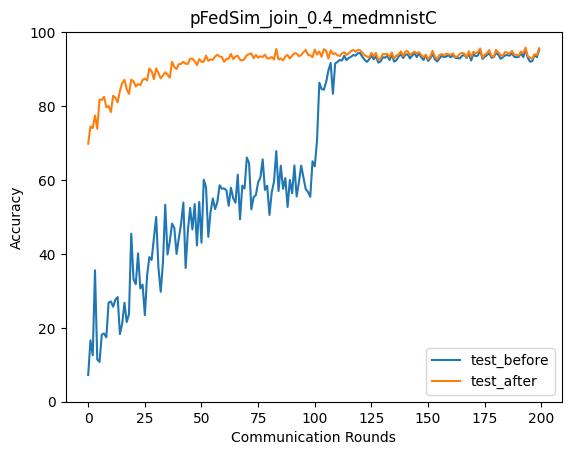 pFedSim_join_0.4_medmnistC
100
80
60
40
20
0
Accuracy
0 25 50 75 100 125 150 175 200
Communication Rounds
test_before
test_after